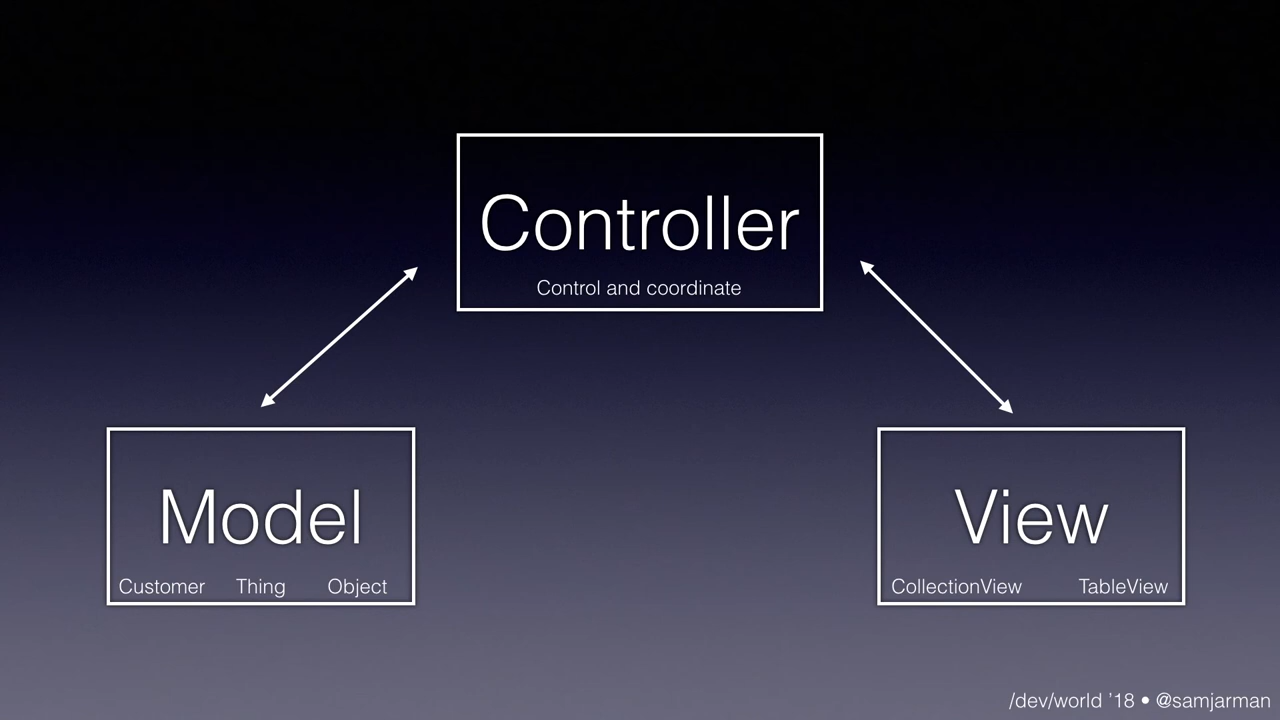 Controller
Control and coordinate
Model
Customer Thing Object
View
CollectionView TableView
/dev/world ’18 • @samjarman